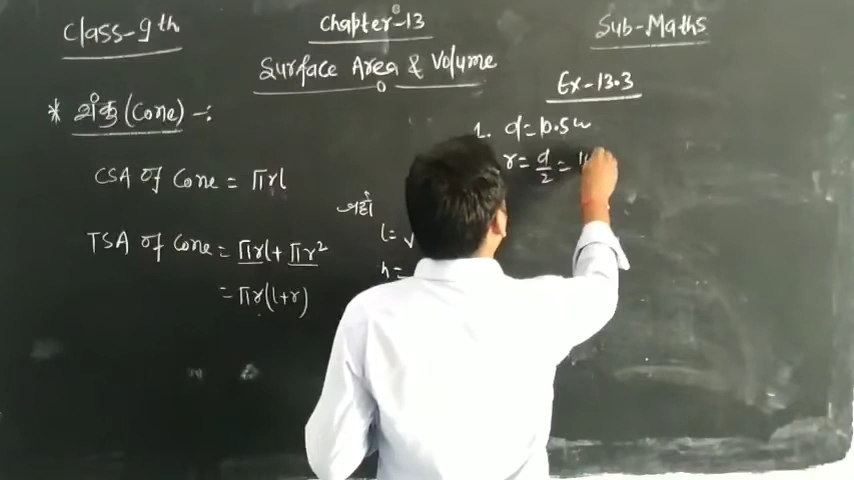 Class-9th
Chapter-13
Sub-Maths
Surface Area & Volume
Ex-13.3
* शंकु (Cone) -:
1. d=10.5
r=d/2=
CSA of Cone = πrl
जहाँ
l=√
TSA of Cone = πrl+πr²
h=
=πr(l+r)